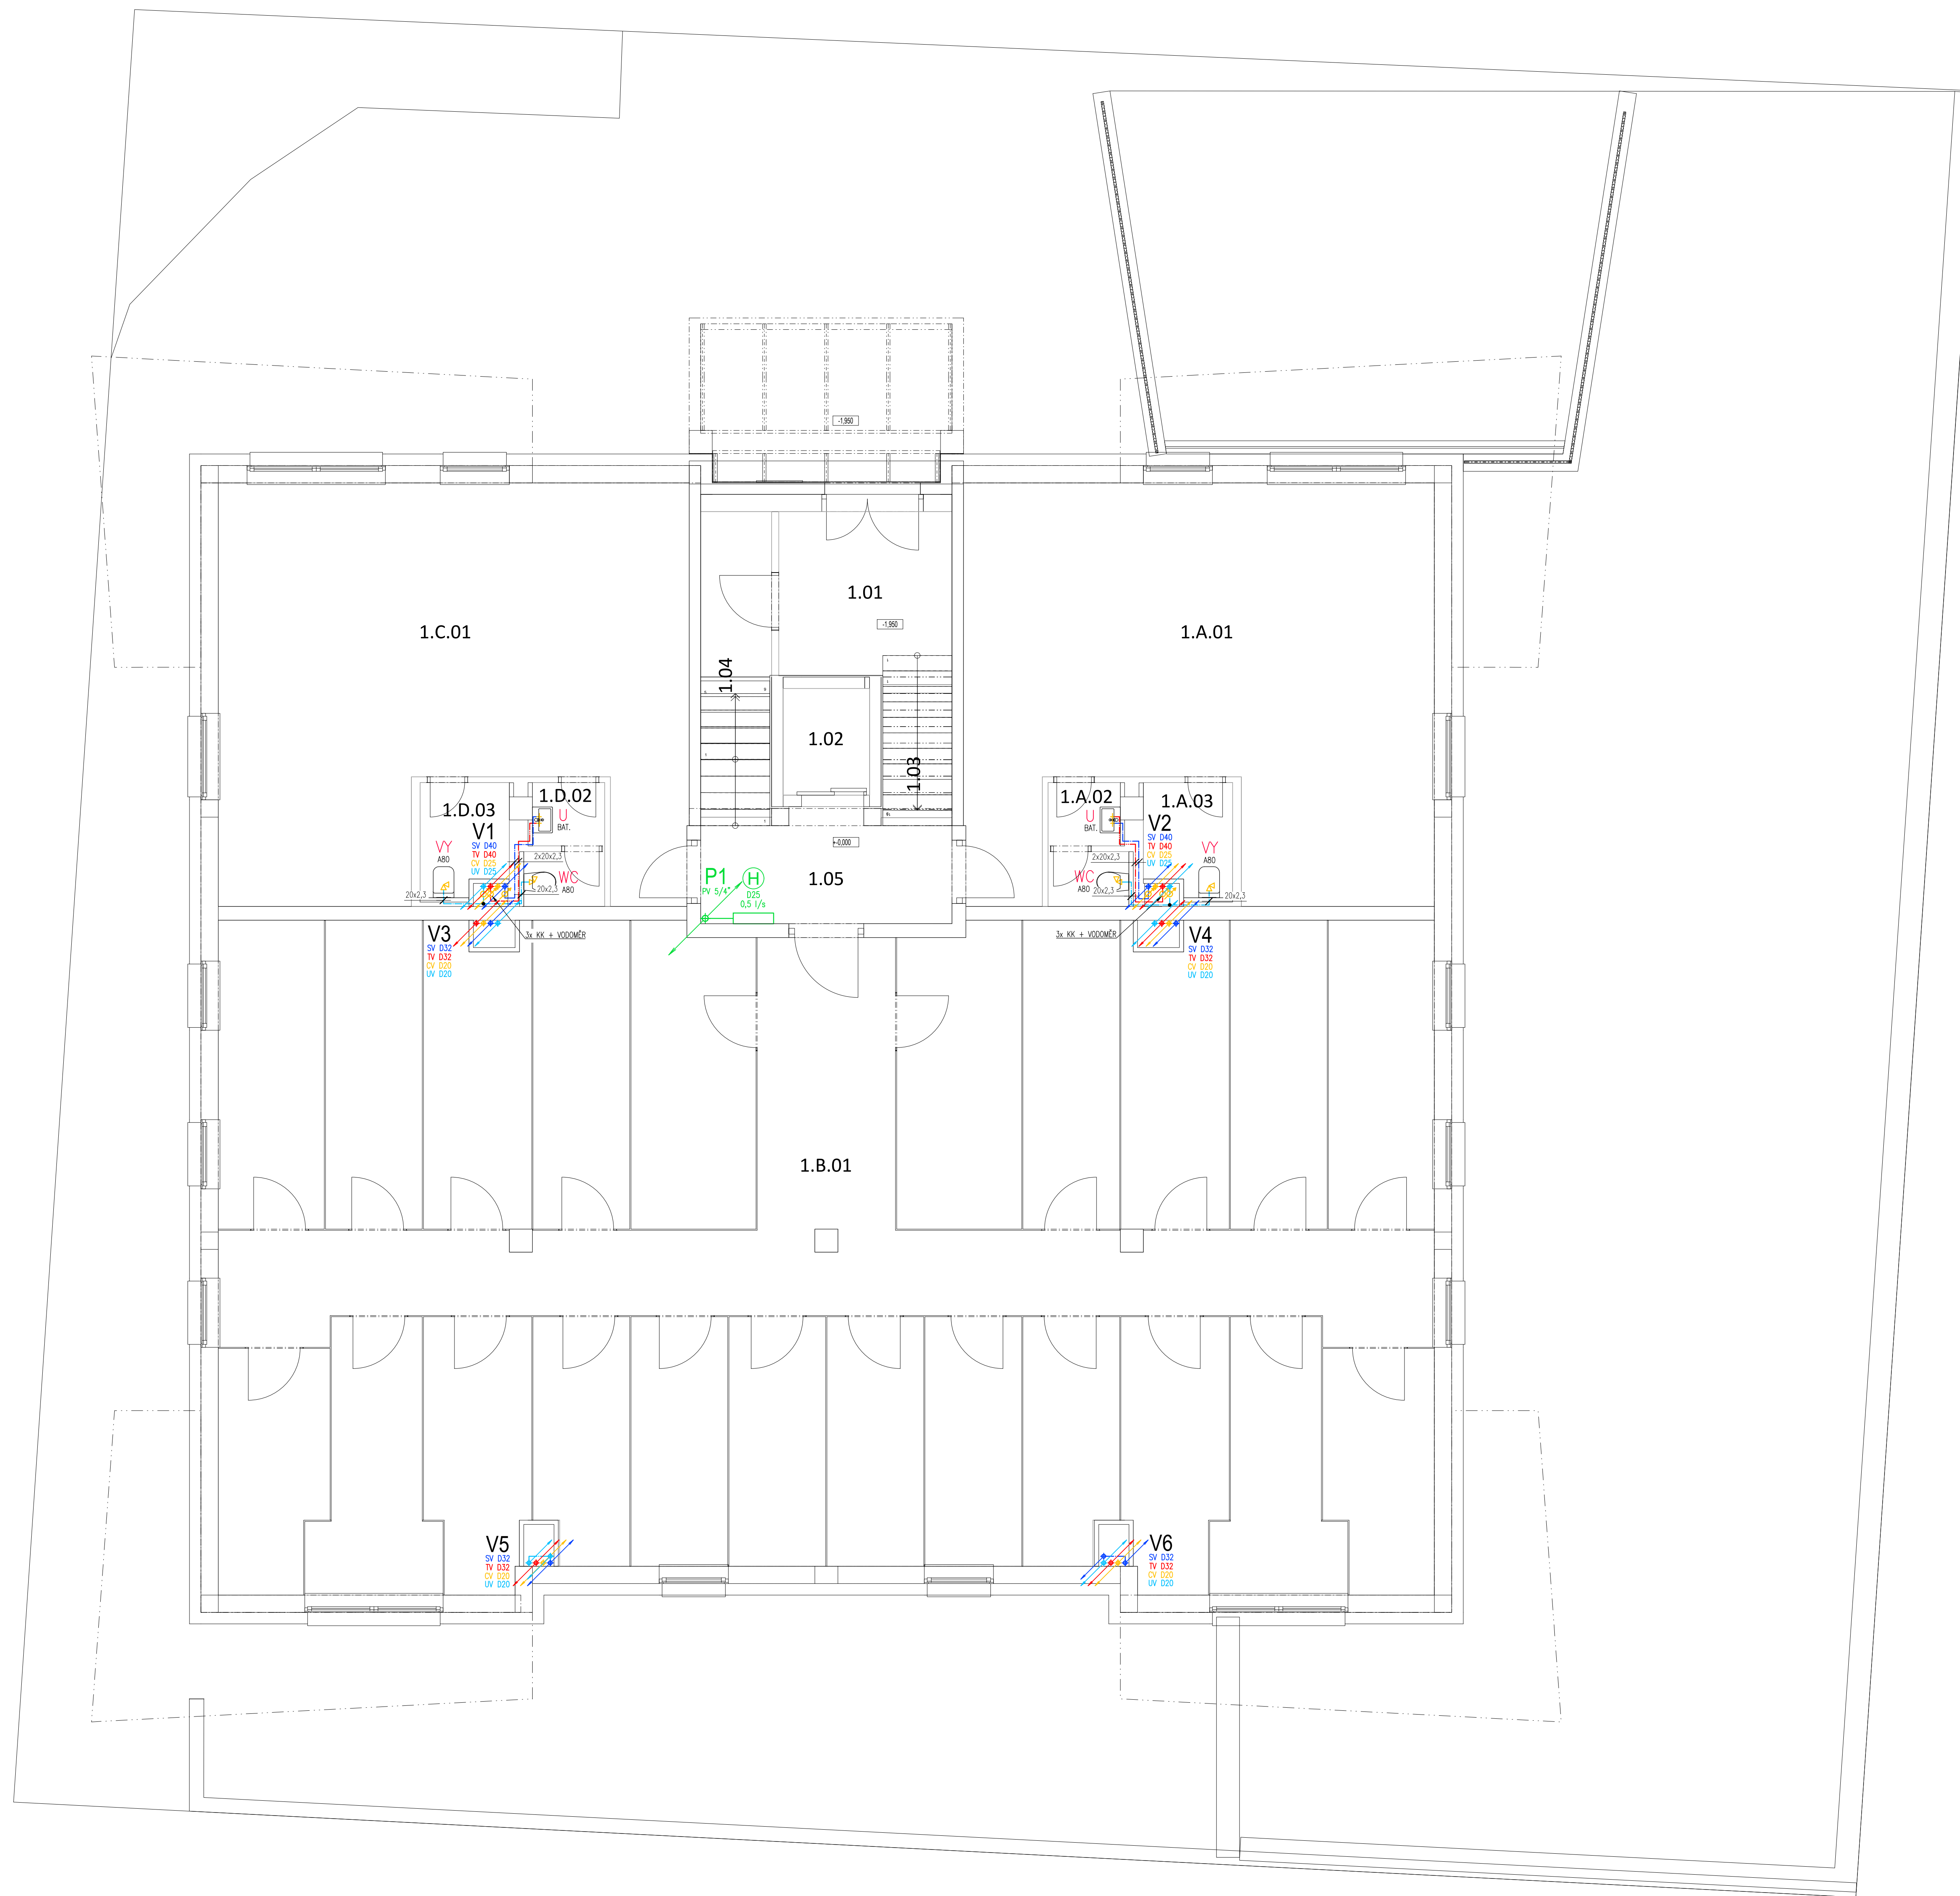 -1,950
1.01
-1,950
1.C.01
1.A.01
1.04
1.02
1.03
1.D.03
1.D.02
1.A.02
1.A.03
V1
SV D40
TV D40
CV D25
UV D25
U
BAT.
VY
A80
2x20x2,3
WC
A80
20x2,3
20x2,3
+-0,000
1.05
P1
PV 5/4"
H
D25
0,5 l/s
U
BAT.
V2
SV D40
TV D40
CV D25
UV D25
2x20x2,3
VY
A80
WC
A80
20x2,3
20x2,3
V3
SV D32
TV D32
CV D20
UV D20
3x KK + VODOMĚR
3x KK + VODOMĚR
V4
SV D32
TV D32
CV D20
UV D20
1.B.01
V5
SV D32
TV D32
CV D20
UV D20
V6
SV D32
TV D32
CV D20
UV D20